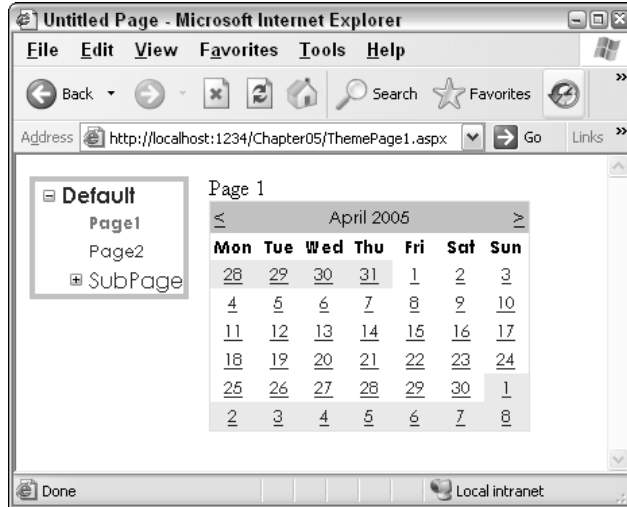 Untitled Page - Microsoft Internet Explorer
File Edit View Favorites Tools Help
Back Search Favorites »
Address http://localhost:1234/Chapter05/ThemePage1.aspx Go Links »
Default
Page1
Page2
SubPage
Page 1
< April 2005 >
Mon Tue Wed Thu Fri Sat Sun
28 29 30 31 1 2 3
4 5 6 7 8 9 10
11 12 13 14 15 16 17
18 19 20 21 22 23 24
25 26 27 28 29 30 1
2 3 4 5 6 7 8
Done Local intranet